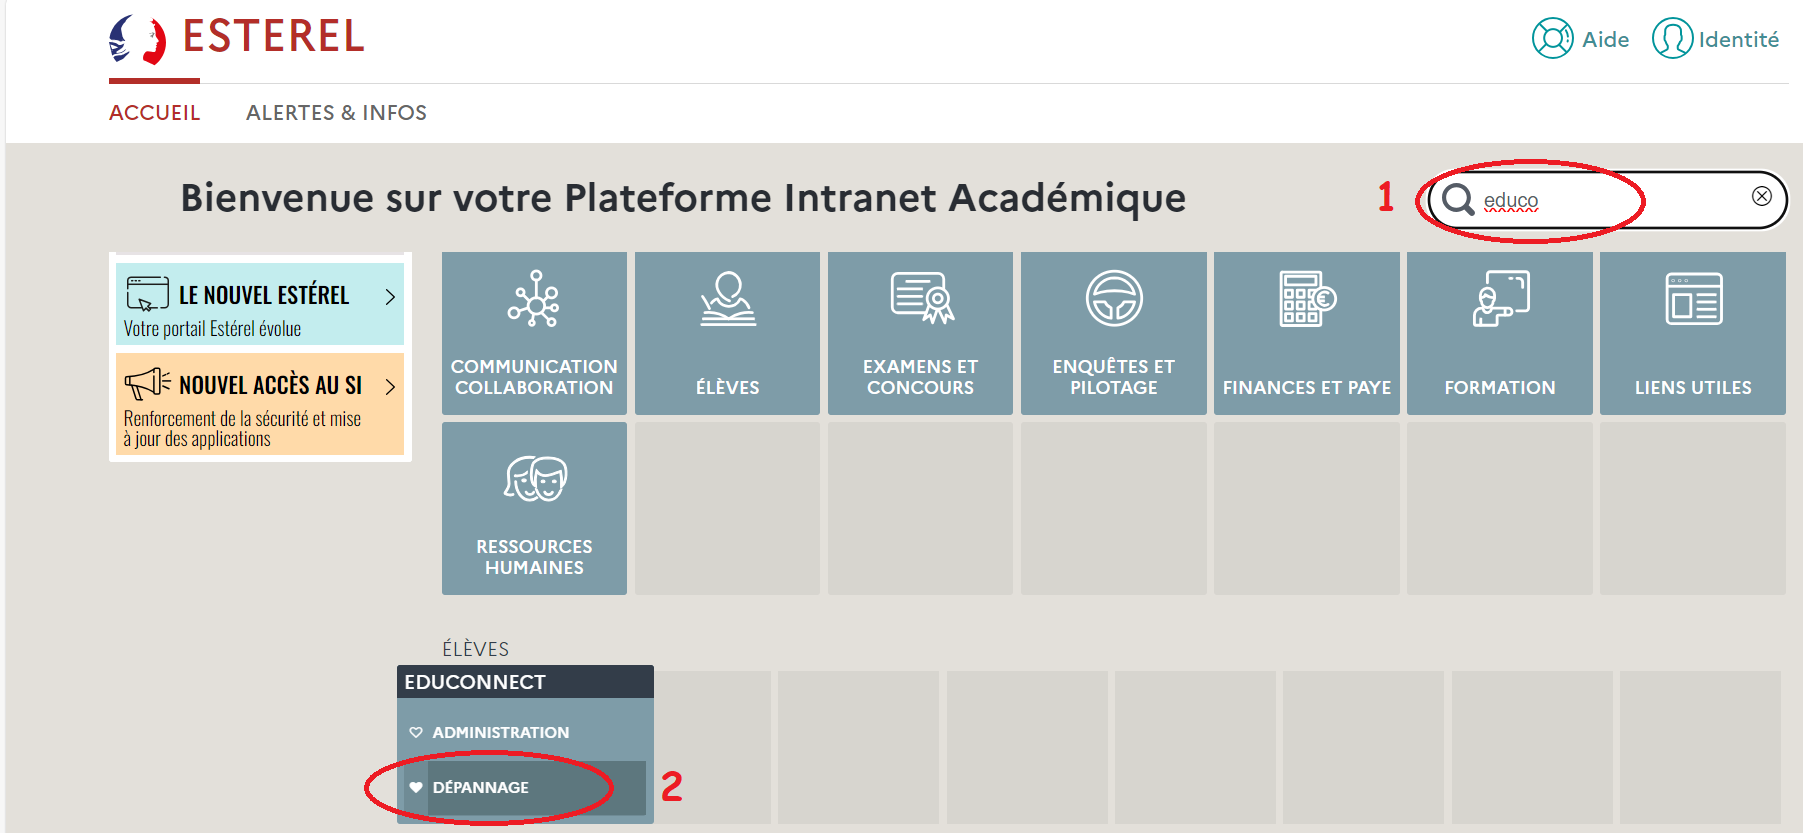 ESTEREL
Aide
Identité
ACCUEIL
ALERTES & INFOS
Bienvenue sur votre Plateforme Intranet Académique
1
educo
LE NOUVEL ESTÉREL
Votre portail Estérel évolue
NOUVEL ACCÈS AU SI
Renforcement de la sécurité et mise
à jour des applications
COMMUNICATION
COLLABORATION
ÉLÈVES
EXAMENS ET
CONCOURS
ENQUÊTES ET
PILOTAGE
FINANCES ET PAYE
FORMATION
LIENS UTILES
RESSOURCES
HUMAINES
ÉLÈVES
EDUCONNECT
ADMINISTRATION
DÉPANNAGE
2